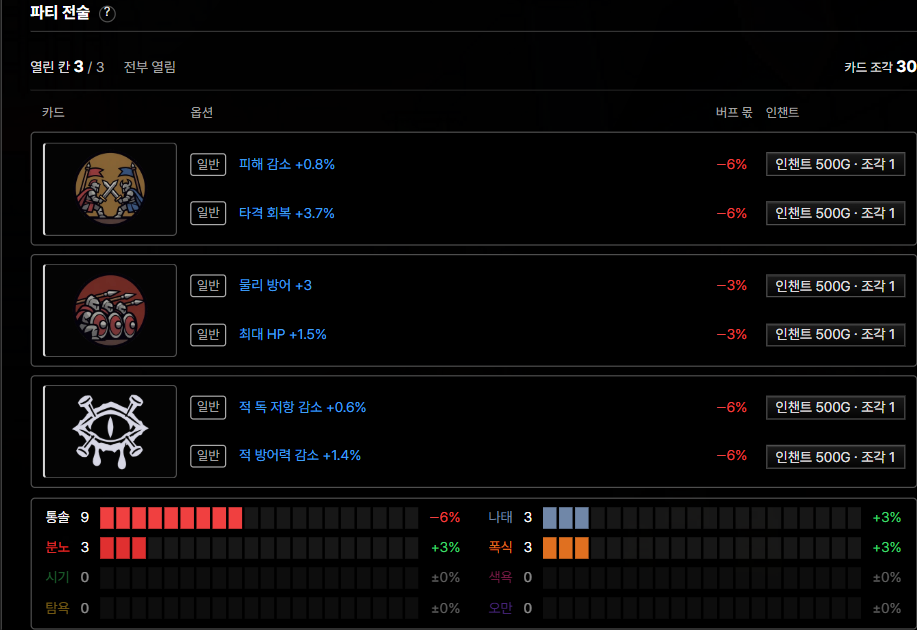 파티 전술 ?
열린 칸 3 / 3 전부 열림 카드 조각 30
카드 옵션 버프 몫 인챈트
일반 피해 감소 +0.8% −6% 인챈트 500G · 조각 1
일반 타격 회복 +3.7% −6% 인챈트 500G · 조각 1
일반 물리 방어 +3 −3% 인챈트 500G · 조각 1
일반 최대 HP +1.5% −3% 인챈트 500G · 조각 1
일반 적 독 저항 감소 +0.6% −6% 인챈트 500G · 조각 1
일반 적 방어력 감소 +1.4% −6% 인챈트 500G · 조각 1
통솔 9 −6% 나태 3 +3%
분노 3 +3% 폭식 3 +3%
시기 0 ±0% 색욕 0 ±0%
탐욕 0 ±0% 오만 0 ±0%